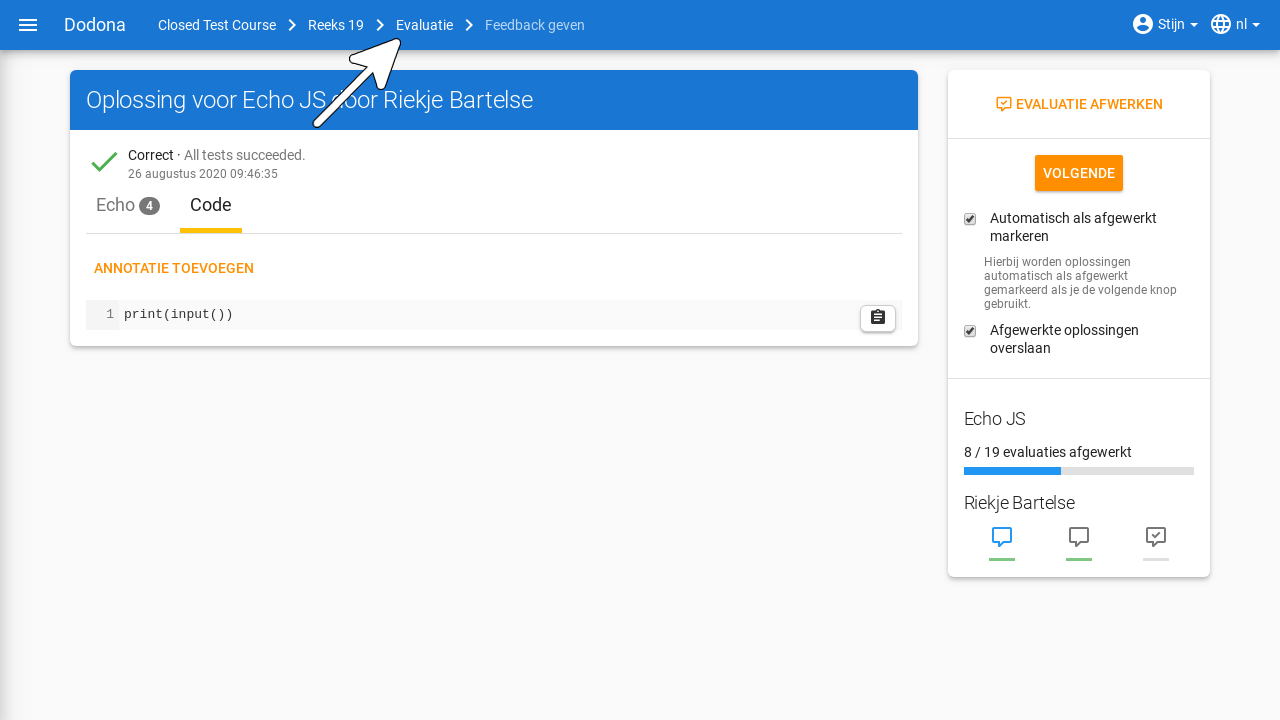 Dodona Closed Test Course Reeks 19 Evaluatie Feedback geven Stijn nl
Oplossing voor Echo JS door Riekje Bartelse
Correct · All tests succeeded.
26 augustus 2020 09:46:35
Echo 4 Code
ANNOTATIE TOEVOEGEN
1 print(input())
EVALUATIE AFWERKEN
VOLGENDE
Automatisch als afgewerkt
markeren
Hierbij worden oplossingen
automatisch als afgewerkt
gemarkeerd als je de volgende knop
gebruikt.
Afgewerkte oplossingen
overslaan
Echo JS
8 / 19 evaluaties afgewerkt
Riekje Bartelse